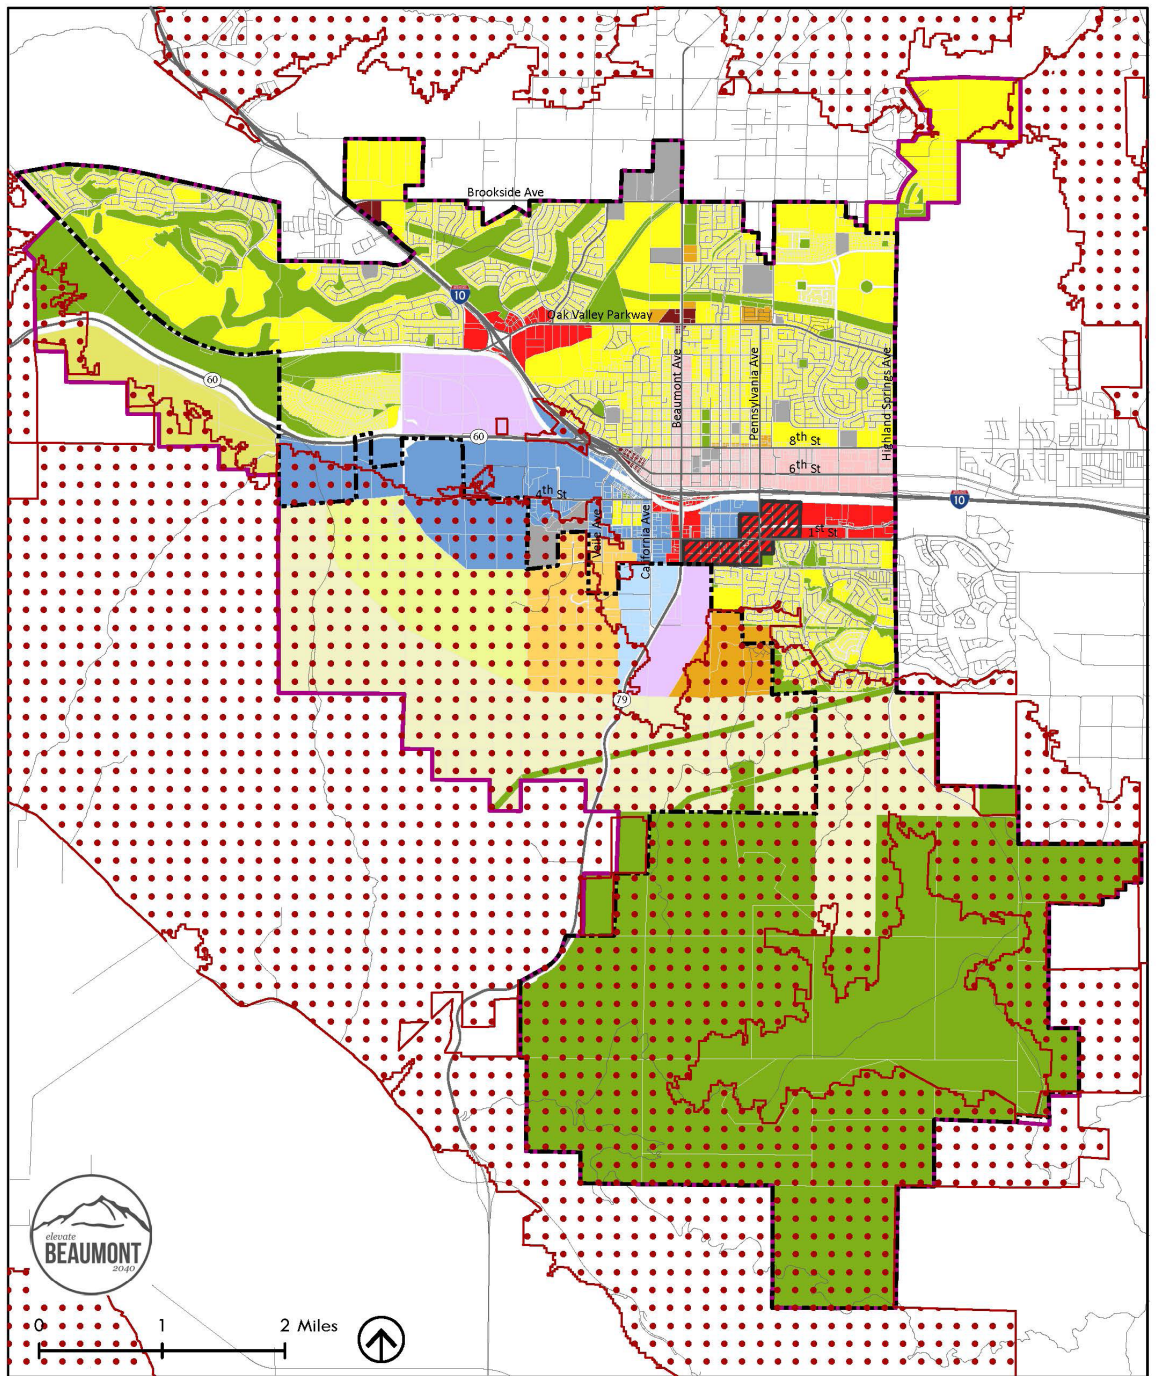 Brookside Ave
10
Oak Valley Parkway
60
Beaumont Ave
Pennsylvania Ave
Highland Springs Ave
60
8th St
6th St
4th St
10
1st St
Viele Ave
California Ave
79
elevate
BEAUMONT
2040
0 1 2 Miles